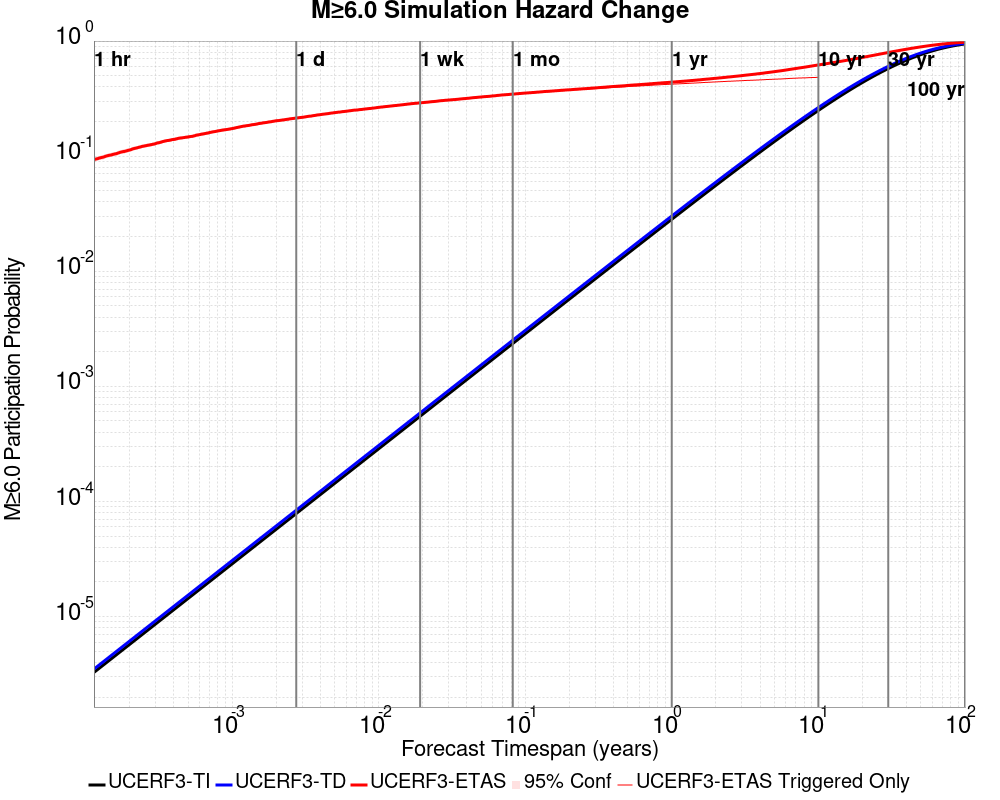 M≥6.0 Simulation Hazard Change
1 hr
1 d
1 wk
1 mo
1 yr
10 yr
30 yr
100 yr
10^0
10^-1
10^-2
10^-3
10^-4
10^-5
M≥6.0 Participation Probability
10^-3 10^-2 10^-1 10^0 10^1 10^2
Forecast Timespan (years)
UCERF3-TI UCERF3-TD UCERF3-ETAS 95% Conf UCERF3-ETAS Triggered Only